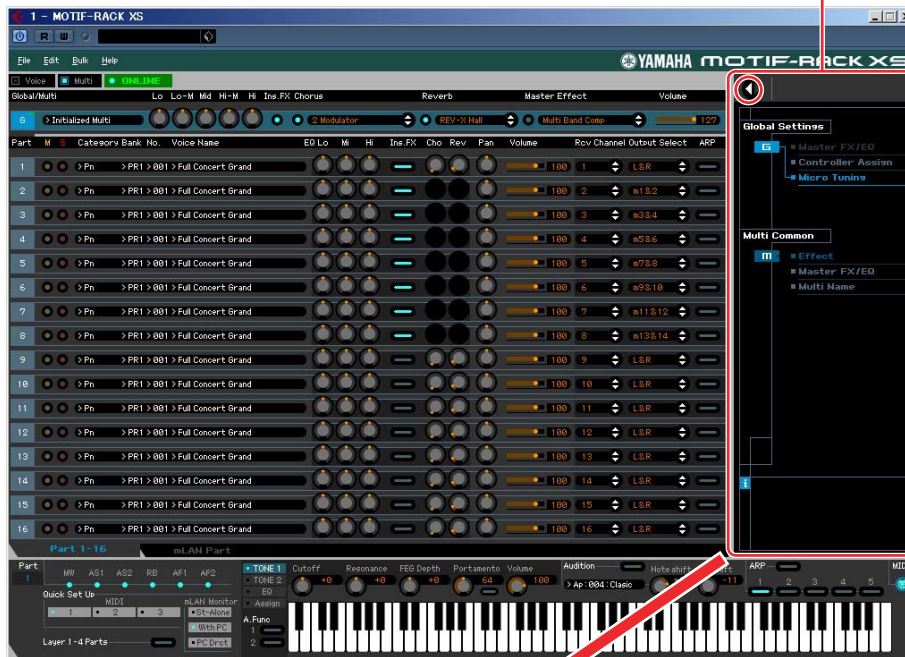 1 - MOTIF-RACK XS
R W
File Edit Bulk Help
YAMAHA MOTIF-RACK XS
Voice Multi ONLINE
Global/Multi Lo Lo-M Mid Hi-M Hi Ins.FX Chorus Reverb Master Effect Volume
G > Initialized Multi 2 Modulator REV-X Hall Multi Band Comp 127
Part M S Category Bank No. Voice Name EQ Lo Mi Hi Ins.FX Cho Rev Pan Volume Rcv Channel Output Select ARP
1 > Pn > PR1 > 001 > Full Concert Grand 100 1 L&R
2 > Pn > PR1 > 001 > Full Concert Grand 100 2 m1&2
3 > Pn > PR1 > 001 > Full Concert Grand 100 3 m3&4
4 > Pn > PR1 > 001 > Full Concert Grand 100 4 m5&6
5 > Pn > PR1 > 001 > Full Concert Grand 100 5 m7&8
6 > Pn > PR1 > 001 > Full Concert Grand 100 6 m9&10
7 > Pn > PR1 > 001 > Full Concert Grand 100 7 m11&12
8 > Pn > PR1 > 001 > Full Concert Grand 100 8 m13&14
9 > Pn > PR1 > 001 > Full Concert Grand 100 9 L&R
10 > Pn > PR1 > 001 > Full Concert Grand 100 10 L&R
11 > Pn > PR1 > 001 > Full Concert Grand 100 11 L&R
12 > Pn > PR1 > 001 > Full Concert Grand 100 12 L&R
13 > Pn > PR1 > 001 > Full Concert Grand 100 13 L&R
14 > Pn > PR1 > 001 > Full Concert Grand 100 14 L&R
15 > Pn > PR1 > 001 > Full Concert Grand 100 15 L&R
16 > Pn > PR1 > 001 > Full Concert Grand 100 16 L&R
Global Settings
G Master FX/EQ
Controller Assign
Micro Tuning
Multi Common
m Effect
Master FX/EQ
Multi Name
i
Part 1-16 mLAN Part
Part MW AS1 AS2 RB AF1 AF2
1
Quick Set Up
MIDI mLAN Monitor
1 2 3 St-Alone
With PC
PC Drct
Layer 1-4 Parts
TONE 1
TONE 2
EQ
Assign
A.Func
1
2
Cutoff Resonance FEG Depth Portamento Volume Audition Note shift ARP MID
+0 +0 +0 64 100 > Ap:004:Clasic -11 1 2 3 4 5